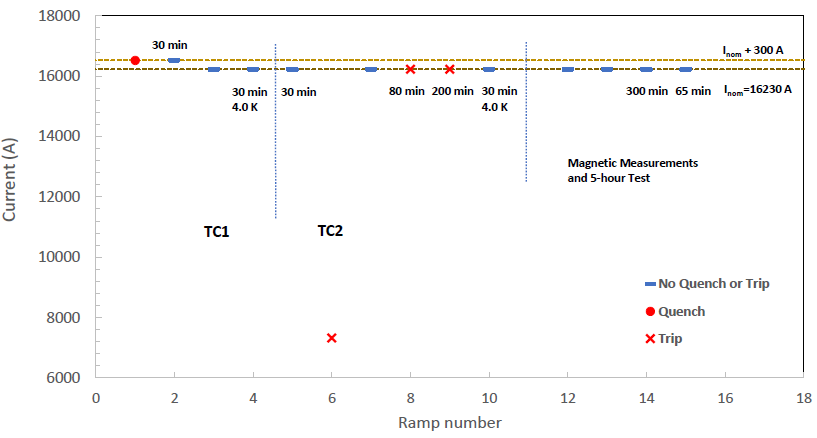 18000
30 min
I_nom + 300 A
16000
30 min
4.0 K
30 min
80 min
200 min
30 min
4.0 K
300 min
65 min
I_nom=16230 A
14000
Magnetic Measurements
and 5-hour Test
12000
TC1
TC2
10000
No Quench or Trip
Quench
Trip
8000
6000
Current (A)
0 2 4 6 8 10 12 14 16 18
Ramp number